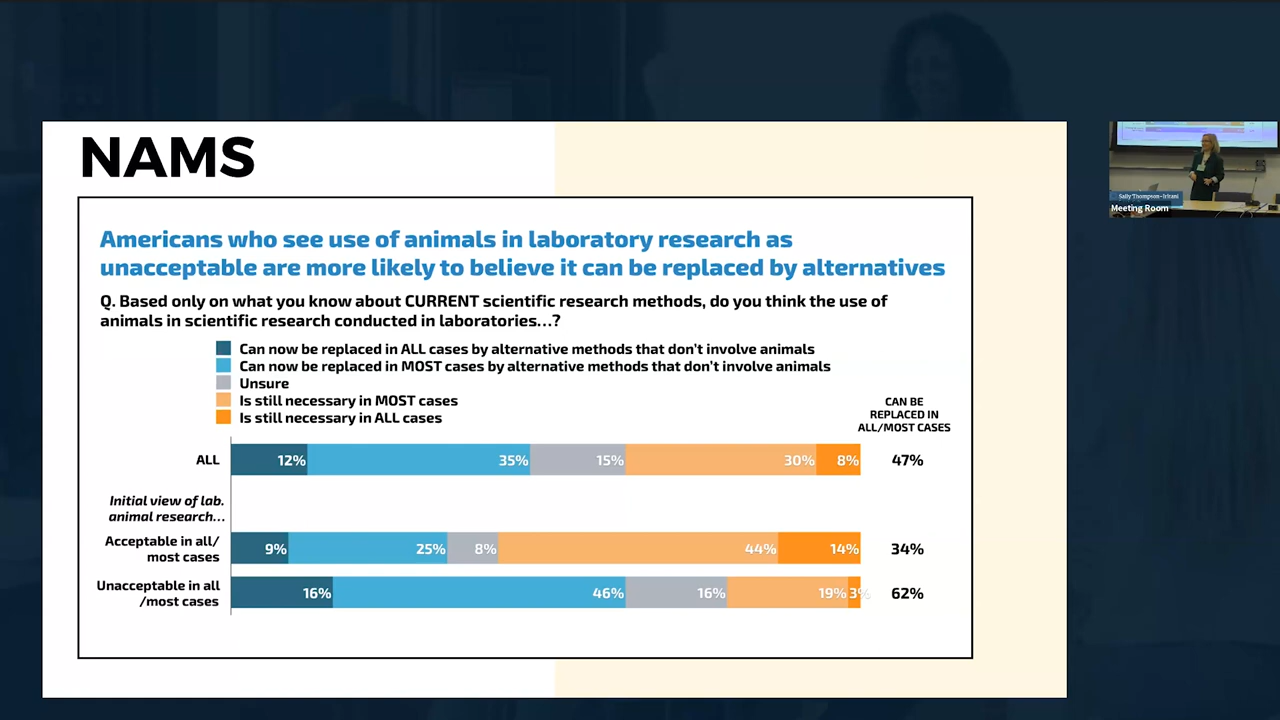 NAMS
Americans who see use of animals in laboratory research as
unacceptable are more likely to believe it can be replaced by alternatives
Q. Based only on what you know about CURRENT scientific research methods, do you think the use of
animals in scientific research conducted in laboratories…?
Can now be replaced in ALL cases by alternative methods that don’t involve animals
Can now be replaced in MOST cases by alternative methods that don’t involve animals
Unsure
Is still necessary in MOST cases
Is still necessary in ALL cases
CAN BE
REPLACED IN
ALL/MOST CASES
ALL 12% 35% 15% 30% 8% 47%
Initial view of lab.
animal research…
Acceptable in all/
most cases
9% 25% 8% 44% 14% 34%
Unacceptable in all
/most cases
16% 46% 16% 19% 3% 62%
Sally Thompson-Iritani
Meeting Room